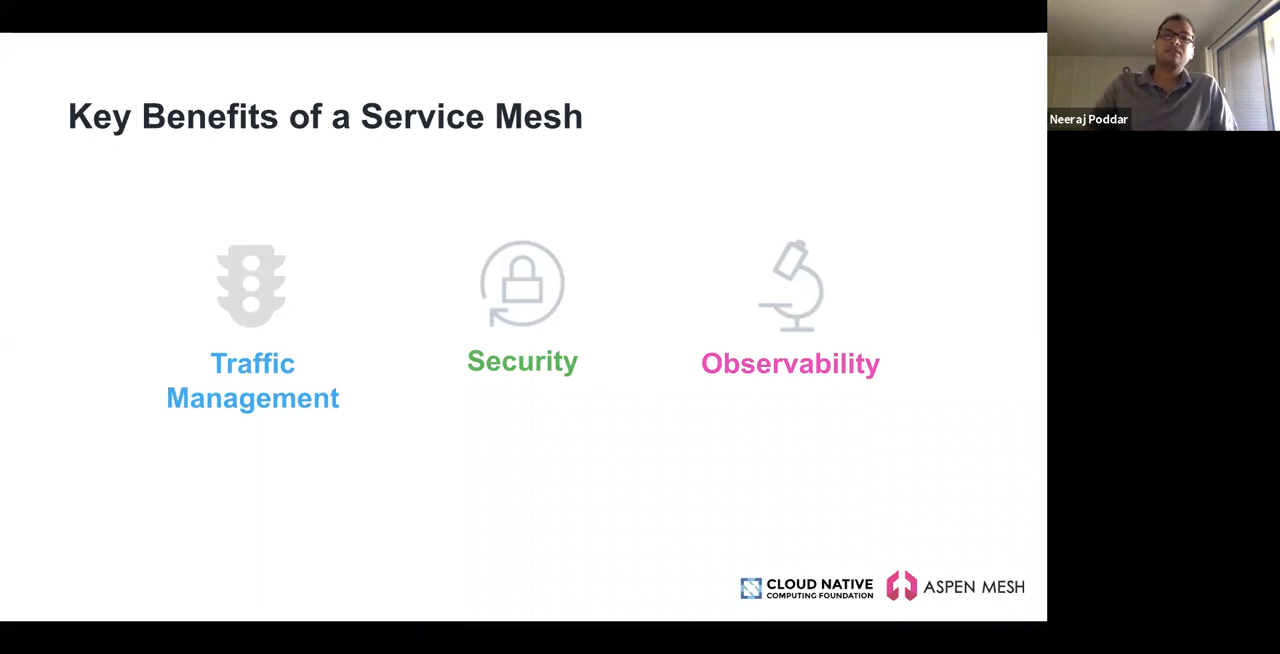 Key Benefits of a Service Mesh
Neeraj Poddar
Traffic
Management
Security
Observability
CLOUD NATIVE
COMPUTING FOUNDATION
ASPEN MESH